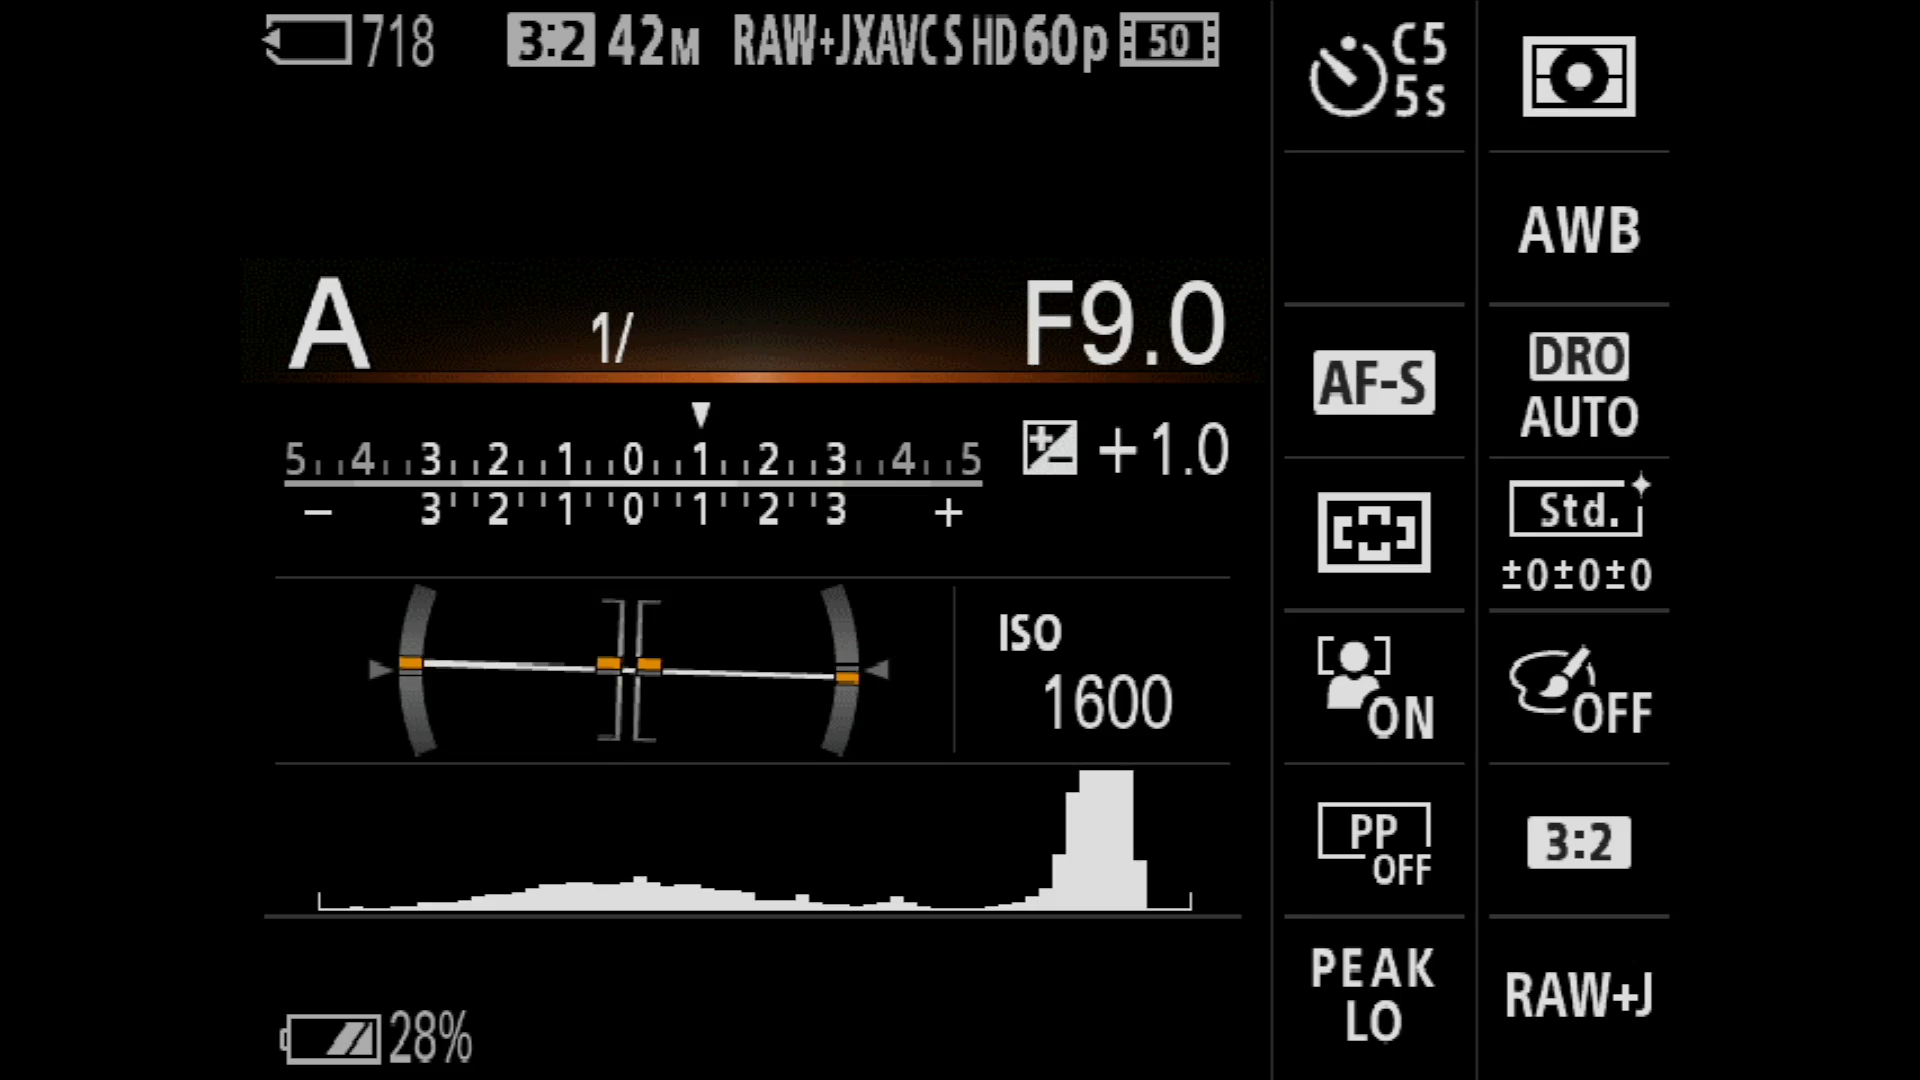 718 3:2 42M RAW+J XAVC S HD 60p 50
C5
5s
AWB
A 1/ F9.0
AF-S
DRO
AUTO
5 4 3 2 1 0 1 2 3 4 5
+1.0
− 3 2 1 0 1 2 3 +
Std.
±0±0±0
ISO
1600
ON
OFF
PP
OFF
3:2
PEAK
LO
RAW+J
28%